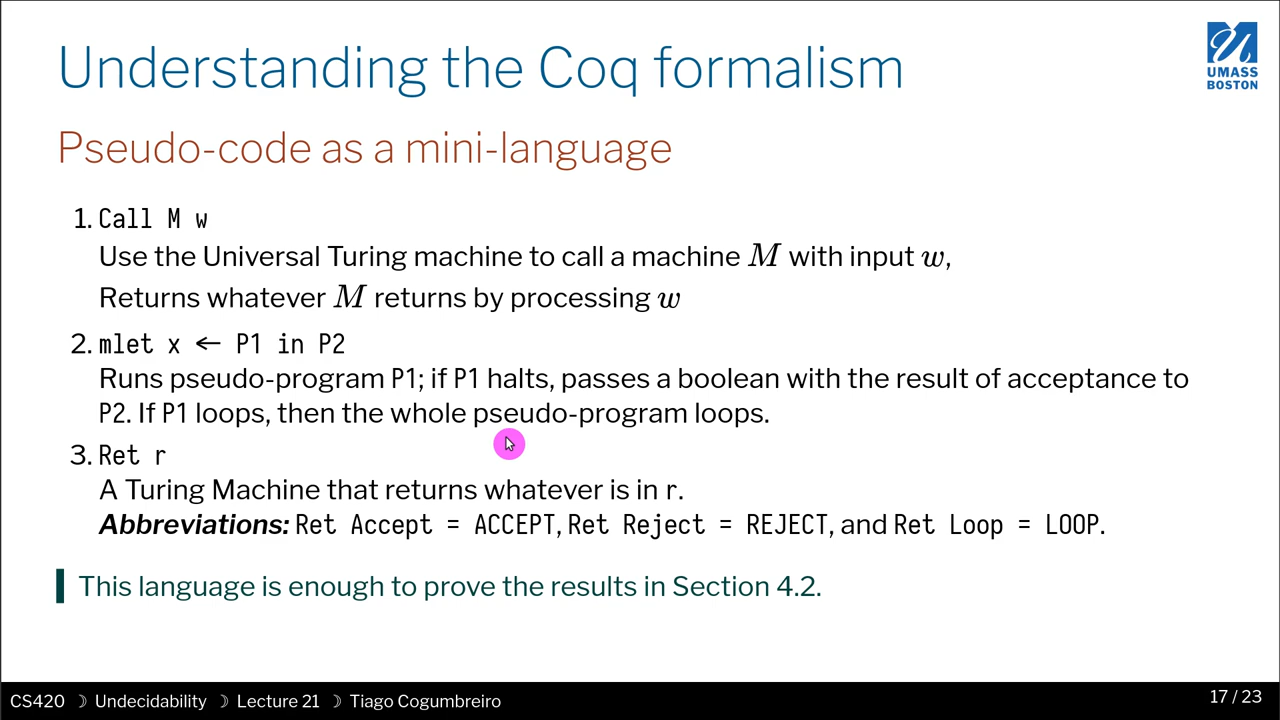 Understanding the Coq formalism
UMASS
BOSTON
Pseudo-code as a mini-language
1. Call M w
Use the Universal Turing machine to call a machine M with input w,
Returns whatever M returns by processing w
2. mlet x ← P1 in P2
Runs pseudo-program P1; if P1 halts, passes a boolean with the result of acceptance to
P2. If P1 loops, then the whole pseudo-program loops.
3. Ret r
A Turing Machine that returns whatever is in r.
Abbreviations: Ret Accept = ACCEPT, Ret Reject = REJECT, and Ret Loop = LOOP.
This language is enough to prove the results in Section 4.2.
CS420 ☽ Undecidability ☽ Lecture 21 ☽ Tiago Cogumbreiro
17 / 23